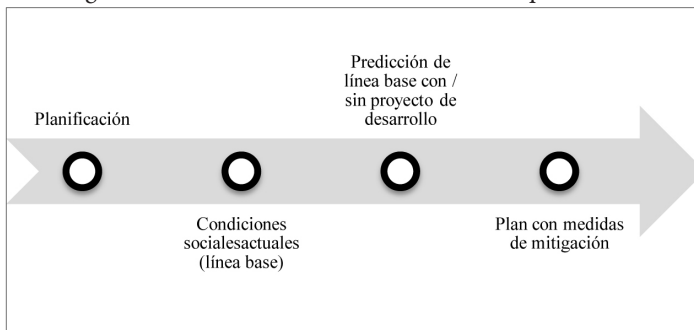 Planificación
Condiciones
socialesactuales
(línea base)
Predicción de
línea base con /
sin proyecto de
desarrollo
Plan con medidas
de mitigación